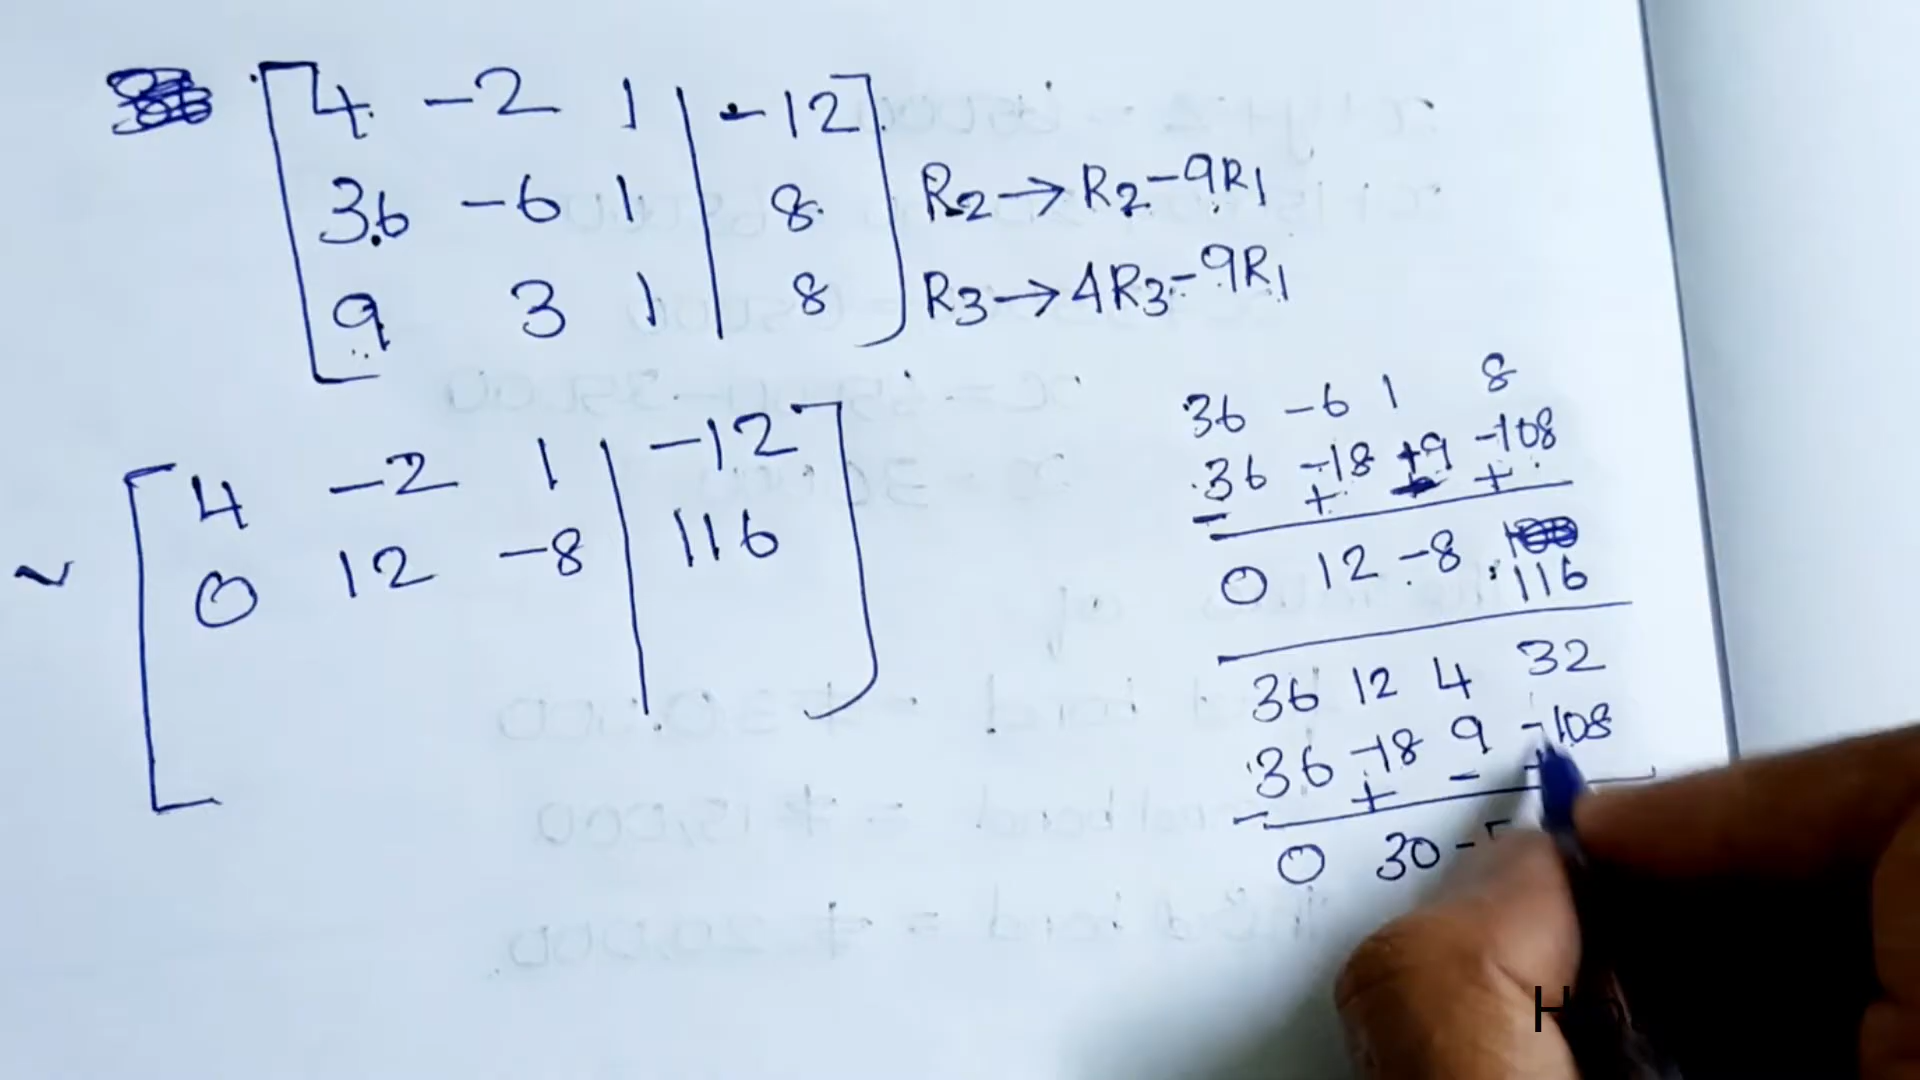 4 -2 1 | -12
36 -6 1 | 8 R2→R2-9R1
9 3 1 | 8 R3→4R3-9R1
~ 4 -2 1 | -12
0 12 -8 | 116
36 -6 1 8
36 -18 +9 -108
- + - +
0 12 -8 116
36 12 4 32
36 -18 9 -108
- + - +
0 30 -5